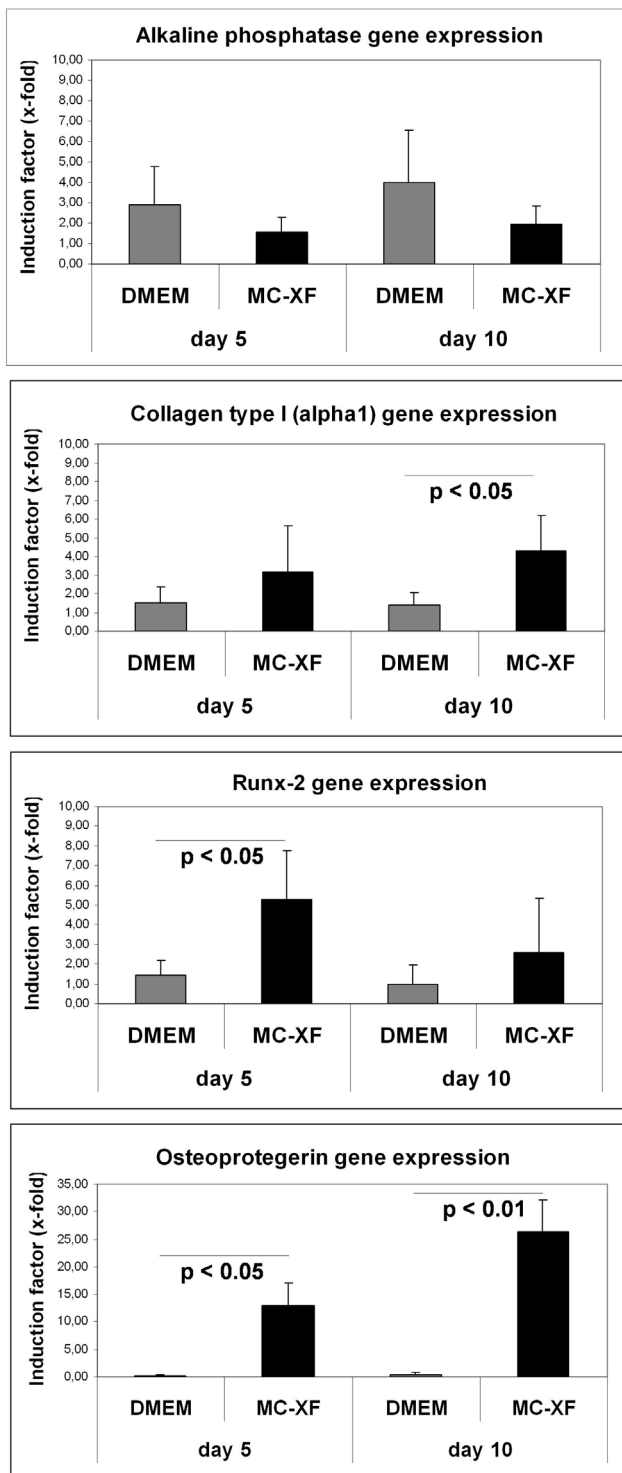 Alkaline phosphatase gene expression
Induction factor (x-fold)
10,00
9,00
8,00
7,00
6,00
5,00
4,00
3,00
2,00
1,00
0,00
DMEM MC-XF DMEM MC-XF
day 5 day 10
Collagen type I (alpha1) gene expression
Induction factor (x-fold)
10,00
9,00
8,00
7,00
6,00
5,00
4,00
3,00
2,00
1,00
0,00
p < 0.05
DMEM MC-XF DMEM MC-XF
day 5 day 10
Runx-2 gene expression
Induction factor (x-fold)
10,00
9,00
8,00
7,00
6,00
5,00
4,00
3,00
2,00
1,00
0,00
p < 0.05
DMEM MC-XF DMEM MC-XF
day 5 day 10
Osteoprotegerin gene expression
Induction factor (x-fold)
35,00
30,00
25,00
20,00
15,00
10,00
5,00
0,00
p < 0.05
p < 0.01
DMEM MC-XF DMEM MC-XF
day 5 day 10